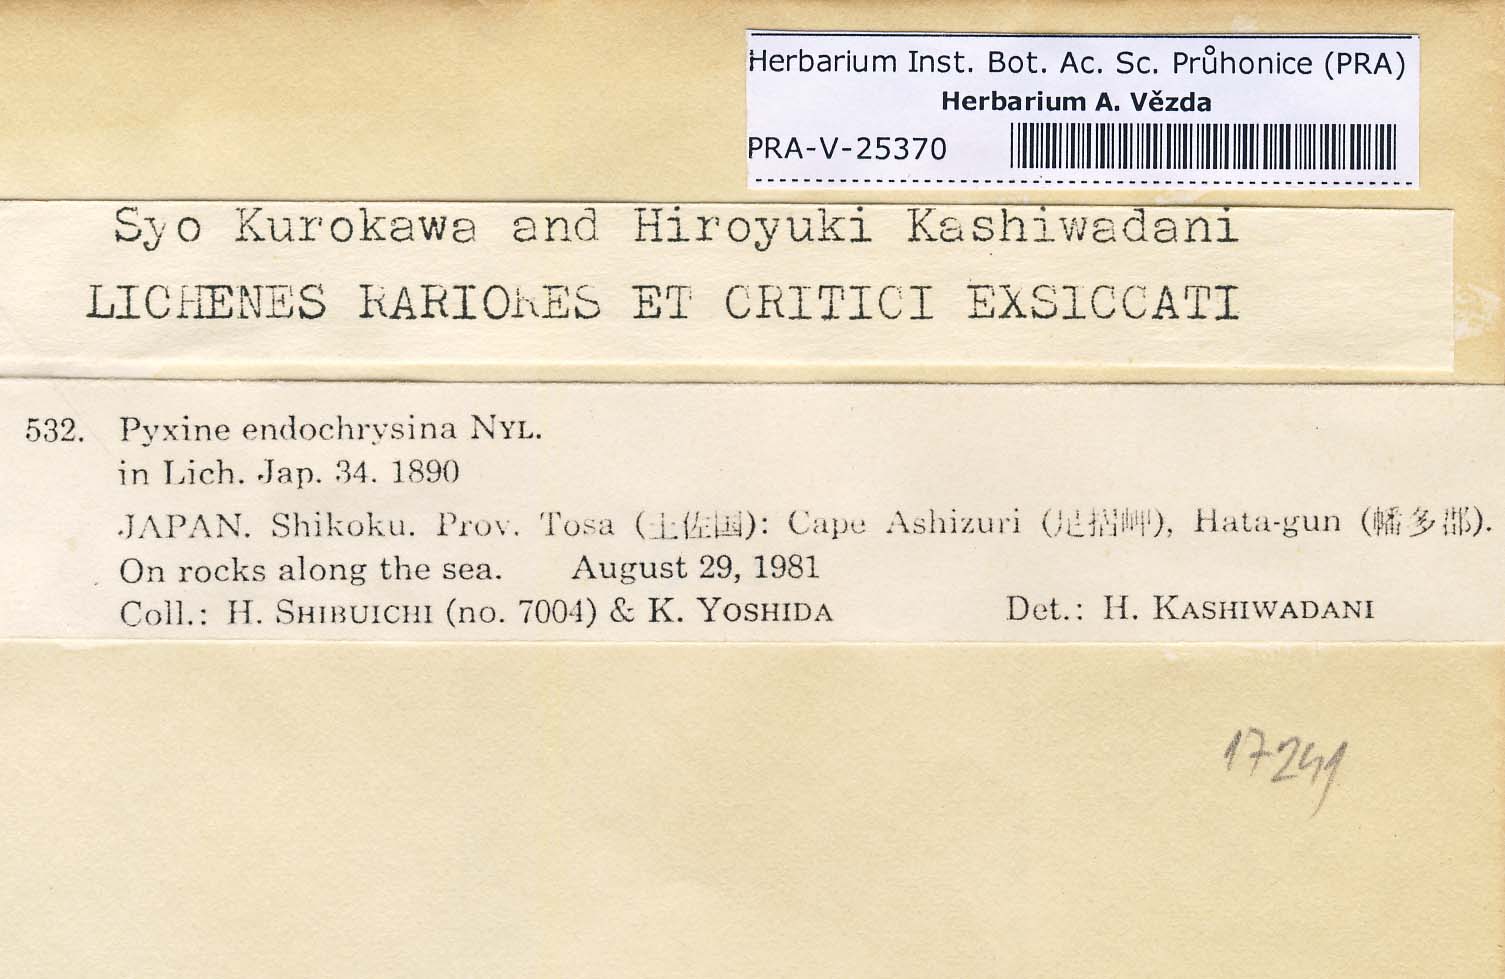 Herbarium Inst. Bot. Ac. Sc. Průhonice (PRA)
Herbarium A. Vězda
PRA-V-25370
Syo Kurokawa and Hiroyuki Kashiwadani
LICHENES RARIORES ET CRITICI EXSICCATI
532. Pyxine endochrysina NYL.
in Lich. Jap. 34. 1890
JAPAN. Shikoku. Prov. Tosa (土佐国): Cape Ashizuri (足摺岬), Hata-gun (幡多郡).
On rocks along the sea. August 29, 1981
Coll.: H. SHIBUICHI (no. 7004) & K. YOSHIDA Det.: H. KASHIWADANI